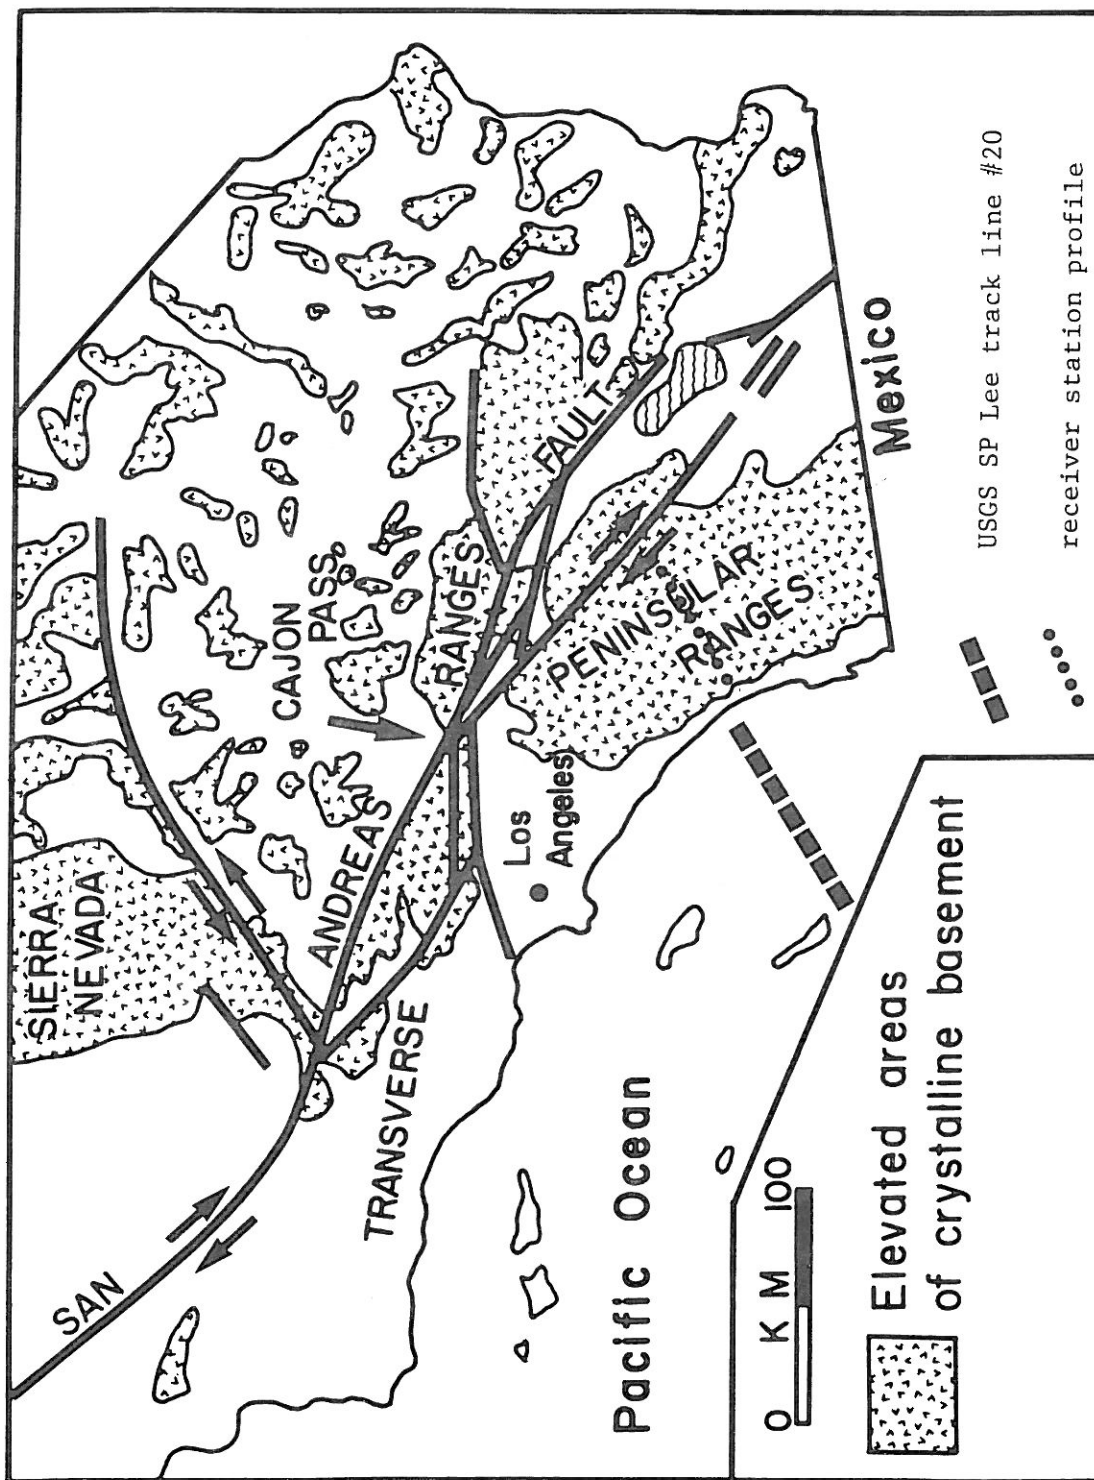 SIERRA
NEVADA
SAN
ANDREAS
FAULT
CAJON
PASS
TRANSVERSE
RANGES
PENINSULAR
RANGES
Los
Angeles
Pacific Ocean
Mexico
0 KM 100
Elevated areas
of crystalline basement
USGS SP Lee track line #20
receiver station profile